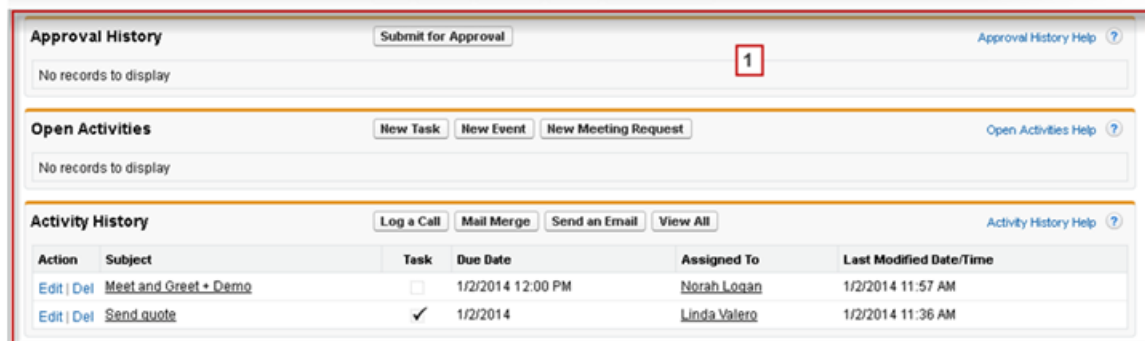 Approval History Submit for Approval Approval History Help ?
1
No records to display
Open Activities New Task New Event New Meeting Request Open Activities Help ?
No records to display
Activity History Log a Call Mail Merge Send an Email View All Activity History Help ?
Action Subject Task Due Date Assigned To Last Modified Date/Time
Edit | Del Meet and Greet + Demo 1/2/2014 12:00 PM Norah Logan 1/2/2014 11:57 AM
Edit | Del Send quote ✓ 1/2/2014 Linda Valero 1/2/2014 11:36 AM